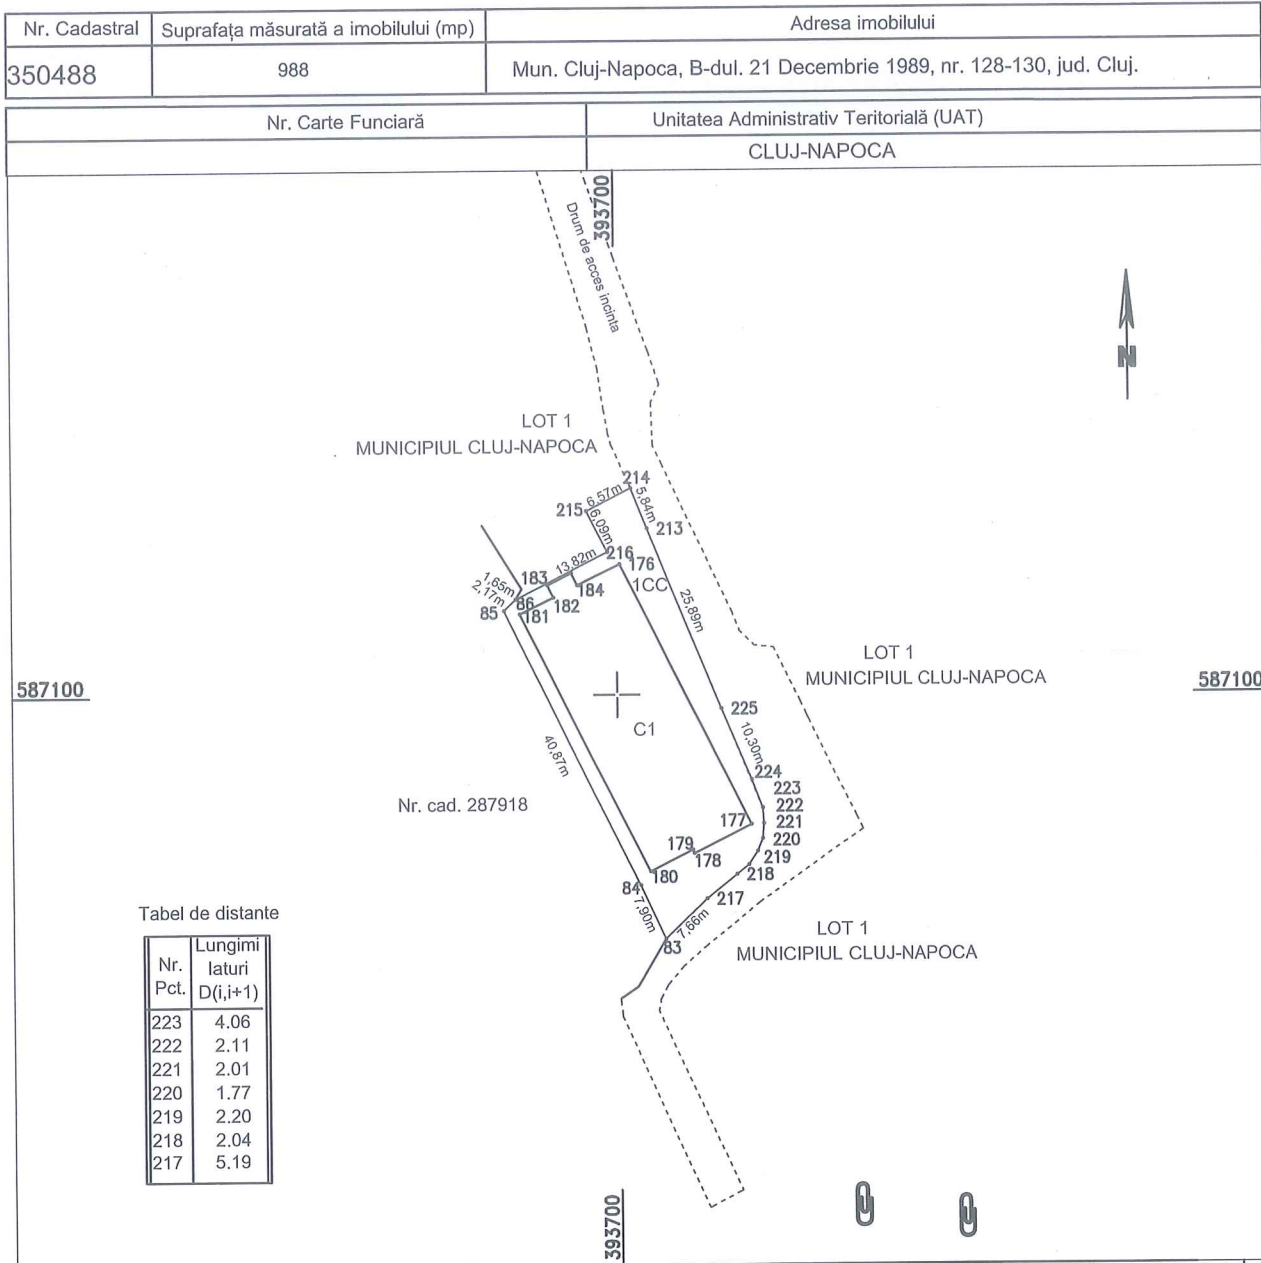 Nr. Cadastral Suprafața măsurată a imobilului (mp) Adresa imobilului
350488 988 Mun. Cluj-Napoca, B-dul. 21 Decembrie 1989, nr. 128-130, jud. Cluj.
Nr. Carte Funciară Unitatea Administrativ Teritorială (UAT)
CLUJ-NAPOCA
393700
Drum de acces incinta
N
LOT 1
MUNICIPIUL CLUJ-NAPOCA
214
6,57m
5,84m
215
213
6,09m
216
13,82m
176
183
1CC
184
1,65m
2,17m
86
182
85
181
25,89m
LOT 1
MUNICIPIUL CLUJ-NAPOCA
587100
587100
225
C1
10,30m
40,87m
224
223
222
Nr. cad. 287918
177
221
220
179
178
219
218
180
84
217
7,90m
7,66m
83
LOT 1
MUNICIPIUL CLUJ-NAPOCA
Tabel de distante
Nr. Pct. Lungimi laturi D(i,i+1)
223 4.06
222 2.11
221 2.01
220 1.77
219 2.20
218 2.04
217 5.19
393700